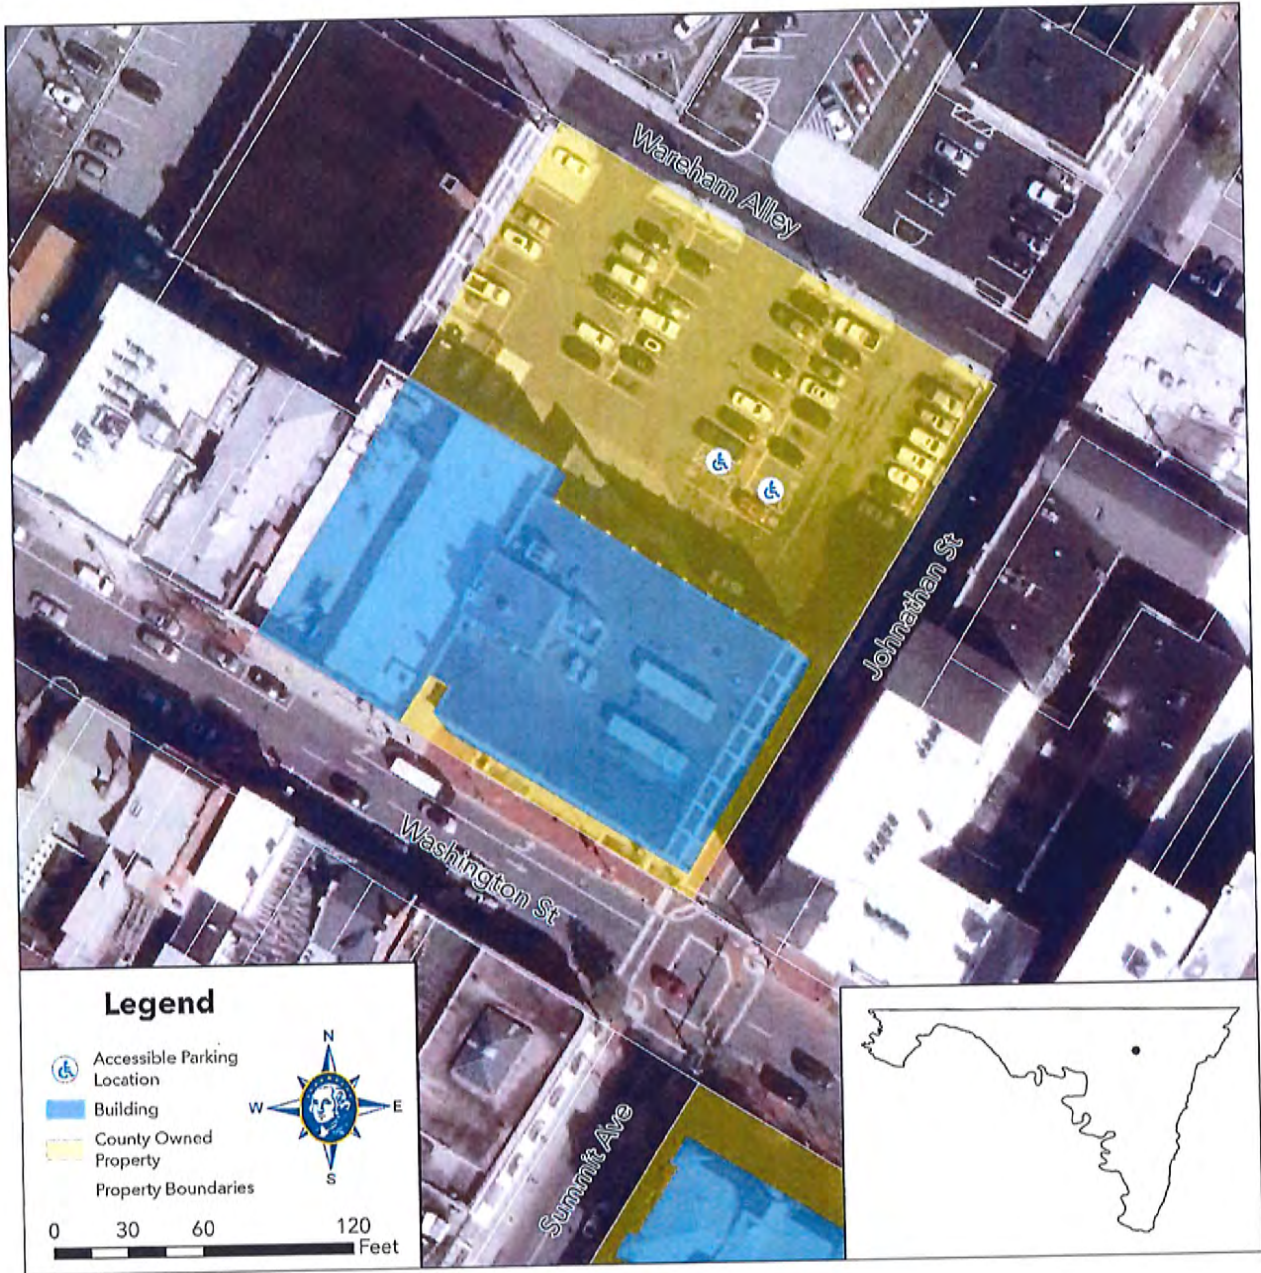 Wareham Alley
Johnathan St
Washington St
Summit Ave
Legend
Accessible Parking
Location
Building
County Owned
Property
Property Boundaries
N
W
E
S
0 30 60 120
Feet